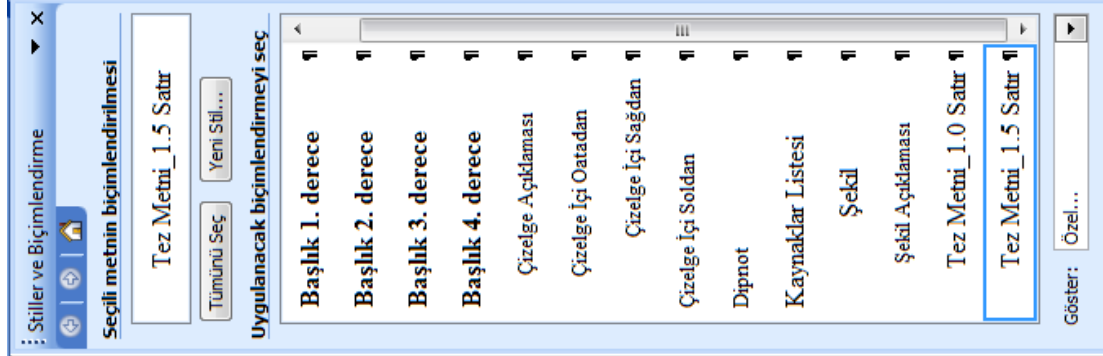 Stiller ve Biçimlendirme
Seçili metnin biçimlendirilmesi
Tez Metni_1.5 Satır
Tümünü Seç Yeni Stil...
Uygulanacak biçimlendirmeyi seç
Başlık 1. derece ¶
Başlık 2. derece ¶
Başlık 3. derece ¶
Başlık 4. derece ¶
Çizelge Açıklaması ¶
Çizelge İçi Oatadan ¶
Çizelge İçi Sağdan ¶
Çizelge İçi Soldan ¶
Dipnot ¶
Kaynaklar Listesi ¶
Şekil ¶
Şekil Açıklaması ¶
Tez Metni_1.0 Satır ¶
Tez Metni_1.5 Satır ¶
Göster: Özel...